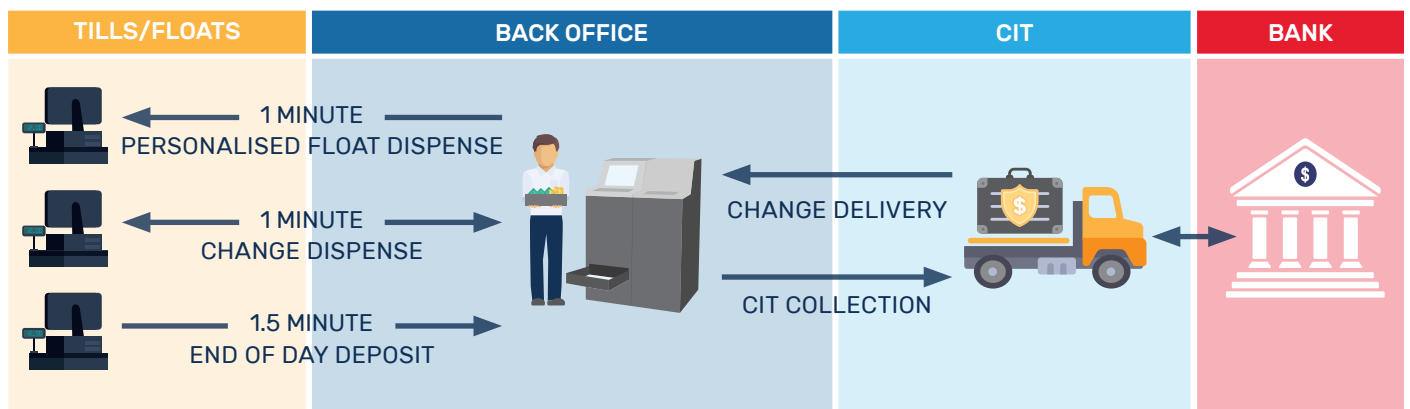 TILLS/FLOATS
BACK OFFICE
CIT
BANK
1 MINUTE
PERSONALISED FLOAT DISPENSE
1 MINUTE
CHANGE DISPENSE
1.5 MINUTE
END OF DAY DEPOSIT
CHANGE DELIVERY
CIT COLLECTION
$
$